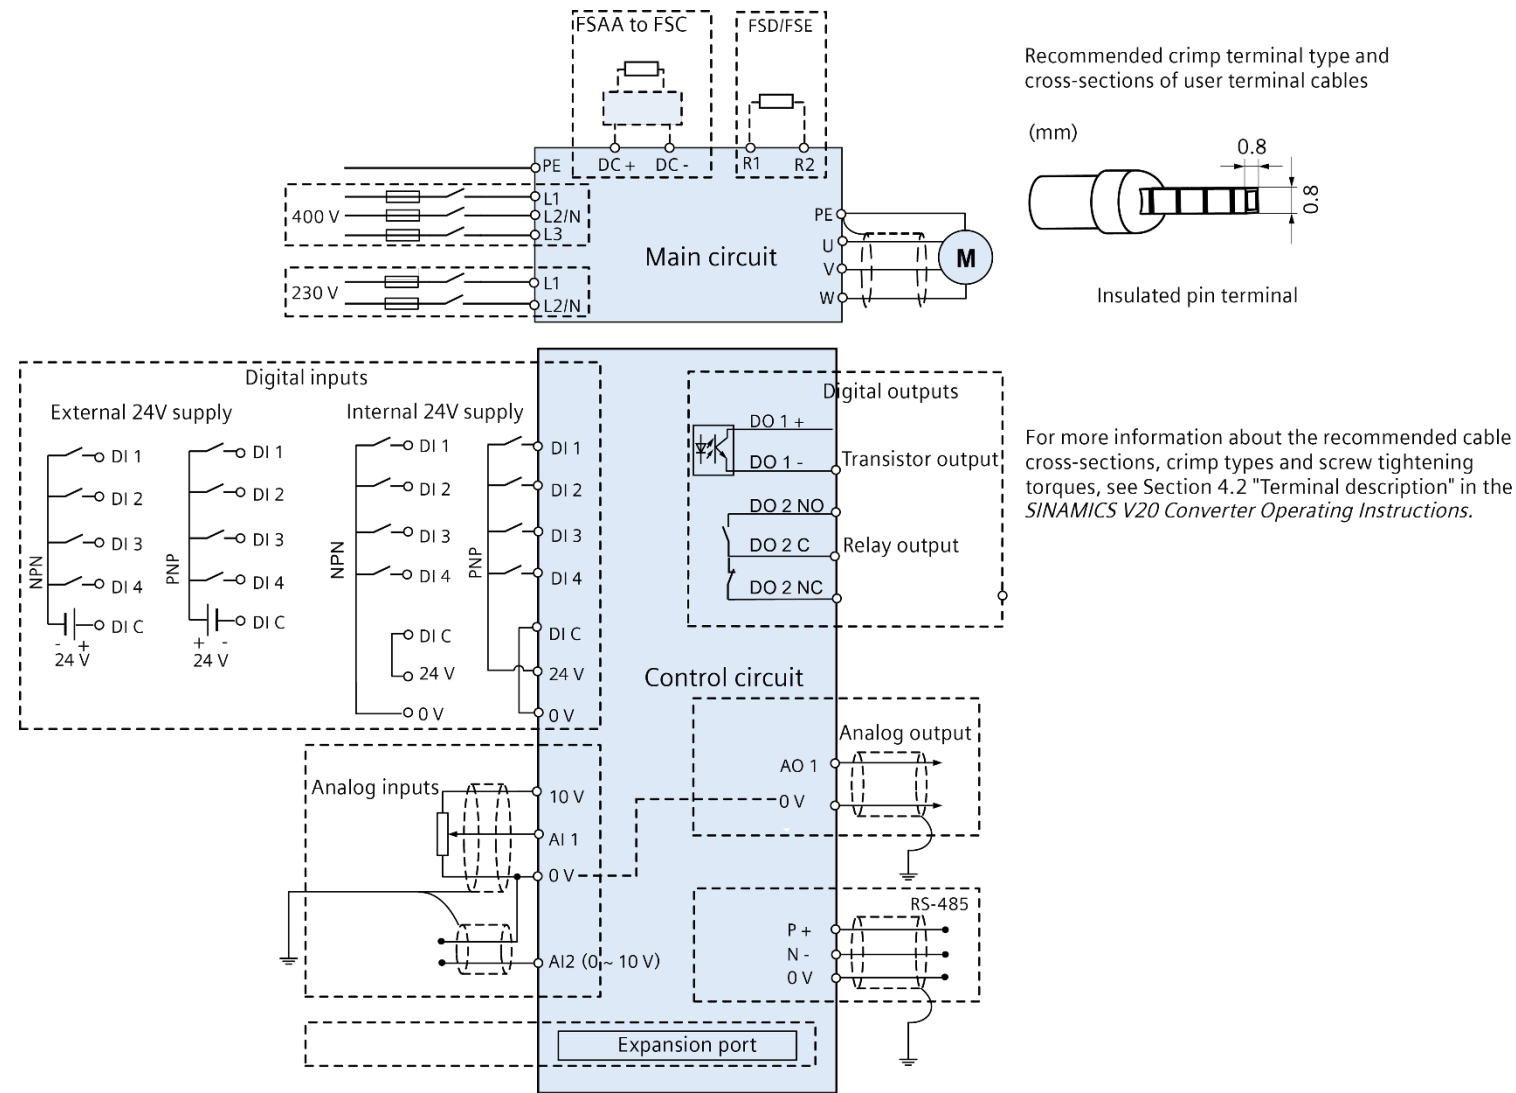 FSAA to FSC
FSD/FSE
DC +
DC -
R1
R2
PE
400 V
L1
L2/N
L3
230 V
L1
L2/N
Main circuit
PE
U
V
W
M
Recommended crimp terminal type and
cross-sections of user terminal cables
(mm)
0.8
0.8
Insulated pin terminal
For more information about the recommended cable
cross-sections, crimp types and screw tightening
torques, see Section 4.2 "Terminal description" in the
SINAMICS V20 Converter Operating Instructions.
Digital inputs
External 24V supply
NPN
DI 1
DI 2
DI 3
DI 4
DI C
- +
24 V
PNP
DI 1
DI 2
DI 3
DI 4
DI C
+ -
24 V
Internal 24V supply
NPN
DI 1
DI 2
DI 3
DI 4
DI C
24 V
0 V
PNP
DI 1
DI 2
DI 3
DI 4
DI C
24 V
0 V
Digital outputs
DO 1 +
DO 1 -
Transistor output
DO 2 NO
DO 2 C
Relay output
DO 2 NC
Control circuit
Analog inputs
10 V
AI 1
0 V
AI2 (0 ~ 10 V)
Analog output
AO 1
0 V
RS-485
P +
N -
0 V
Expansion port